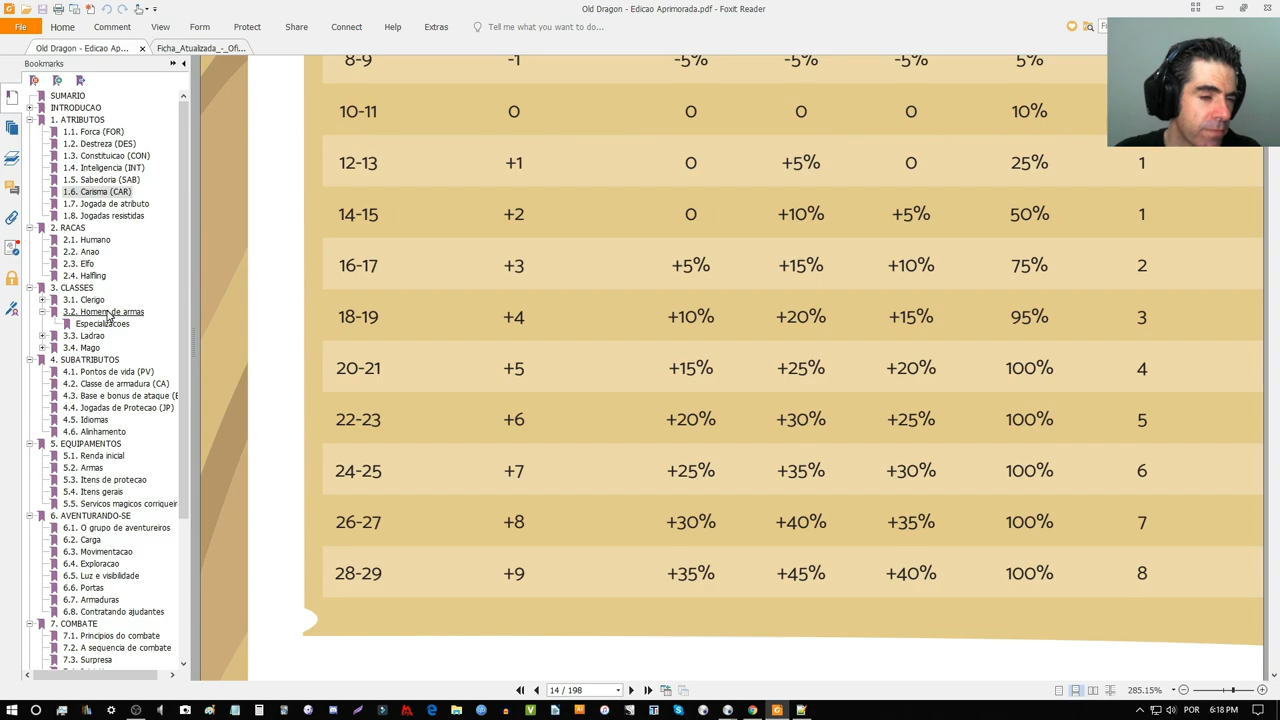 Old Dragon - Edicao Aprimorada.pdf - Foxit Reader
File Home Comment View Form Protect Share Connect Help Extras Tell me what you want to do...
Old Dragon - Edicao Ap... Ficha_Atualizada_-_Ofi...
Bookmarks
SUMARIO
INTRODUCAO
1. ATRIBUTOS
1.1. Forca (FOR)
1.2. Destreza (DES)
1.3. Constituicao (CON)
1.4. Inteligencia (INT)
1.5. Sabedoria (SAB)
1.6. Carisma (CAR)
1.7. Jogada de atributo
1.8. Jogadas resistidas
2. RACAS
2.1. Humano
2.2. Anao
2.3. Elfo
2.4. Halfling
3. CLASSES
3.1. Clerigo
3.2. Homem de armas
Especializacoes
3.3. Ladrao
3.4. Mago
4. SUBATRIBUTOS
4.1. Pontos de vida (PV)
4.2. Classe de armadura (CA)
4.3. Base e bonus de ataque (
4.4. Jogadas de Protecao (JP)
4.5. Idiomas
4.6. Alinhamento
5. EQUIPAMENTOS
5.1. Renda inicial
5.2. Armas
5.3. Itens de protecao
5.4. Itens gerais
5.5. Servicos magicos corriqueir
6. AVENTURANDO-SE
6.1. O grupo de aventureiros
6.2. Carga
6.3. Movimentacao
6.4. Exploracao
6.5. Luz e visibilidade
6.6. Portas
6.7. Armaduras
6.8. Contratando ajudantes
7. COMBATE
7.1. Principios do combate
7.2. A sequencia de combate
7.3. Surpresa
8-9 -1 -5% -5% -5% 5%
10-11 0 0 0 0 10%
12-13 +1 0 +5% 0 25% 1
14-15 +2 0 +10% +5% 50% 1
16-17 +3 +5% +15% +10% 75% 2
18-19 +4 +10% +20% +15% 95% 3
20-21 +5 +15% +25% +20% 100% 4
22-23 +6 +20% +30% +25% 100% 5
24-25 +7 +25% +35% +30% 100% 6
26-27 +8 +30% +40% +35% 100% 7
28-29 +9 +35% +45% +40% 100% 8
14 / 198
285.15%
POR 6:18 PM